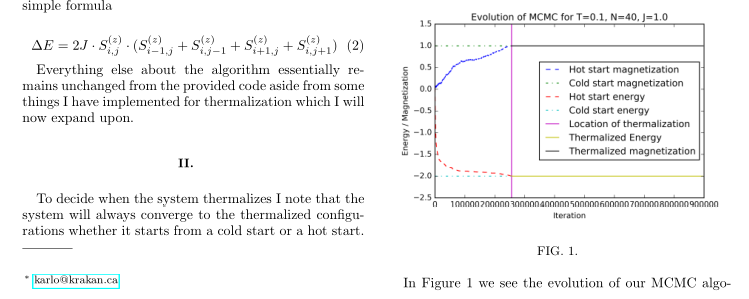 simple formula
ΔE = 2J · S_{i,j}^{(z)} · (S_{i-1,j}^{(z)} + S_{i,j-1}^{(z)} + S_{i+1,j}^{(z)} + S_{i,j+1}^{(z)}) (2)
Everything else about the algorithm essentially re-
mains unchanged from the provided code aside from some
things I have implemented for thermalization which I will
now expand upon.
II.
To decide when the system thermalizes I note that the
system will always converge to the thermalized configu-
rations whether it starts from a cold start or a hot start.
* karlo@krakan.ca
Evolution of MCMC for T=0.1, N=40, J=1.0
1.5
1.0
0.5
0.0
−0.5
−1.0
−1.5
−2.0
−2.5
Energy / Magnetization
Hot start magnetization
Cold start magnetization
Hot start energy
Cold start energy
Location of thermalization
Thermalized Energy
Thermalized magnetization
0 100000 200000 300000 400000 500000 600000 700000 800000 900000
Iteration
FIG. 1.
In Figure 1 we see the evolution of our MCMC algo-